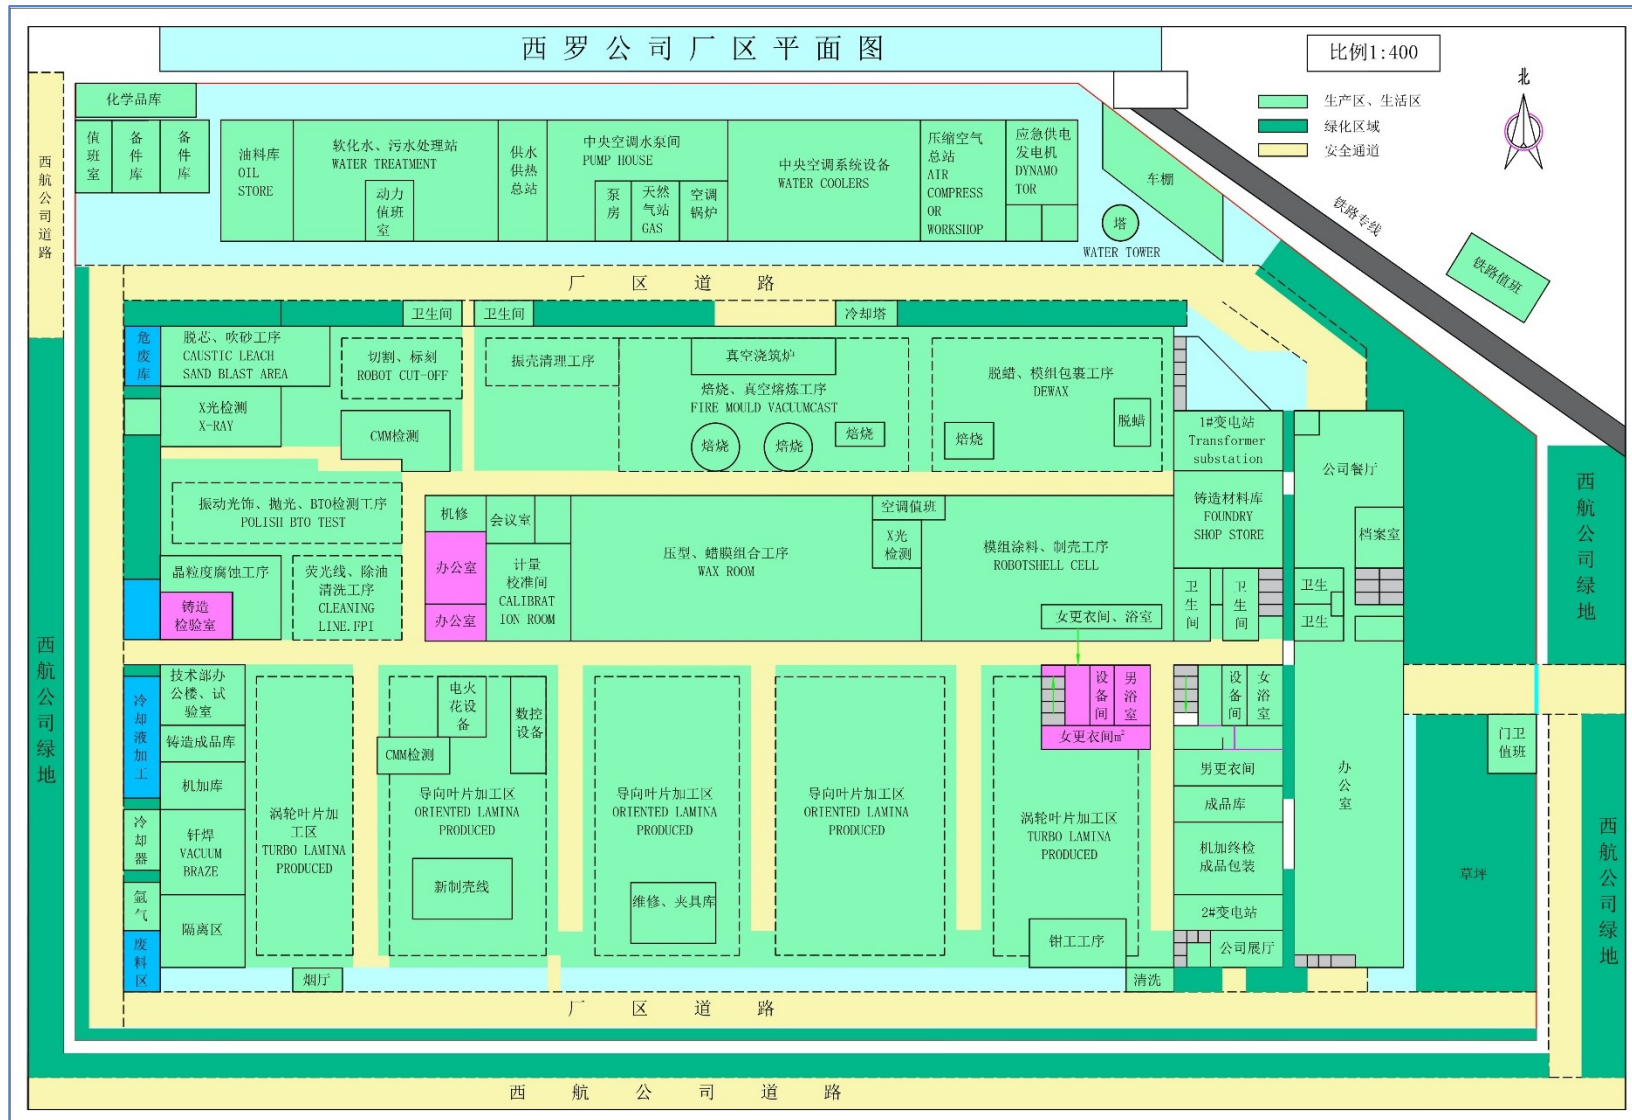 西罗公司厂区平面图
比例1:400
北
生产区、生活区
绿化区域
安全通道
西航公司道路
化学品库
值班室
备件库
备件库
油料库
OIL
STORE
软化水、污水处理站
WATER TREATMENT
动力
值班
室
供水
供热
总站
中央空调水泵间
PUMP HOUSE
泵房
天然
气站
GAS
空调
锅炉
中央空调系统设备
WATER COOLERS
压缩空气
总站
AIR
COMPRESS
OR
WORKSHOP
应急供电
发电机
DYNAMO
TOR
车棚
塔
WATER TOWER
铁路专线
铁路值班
厂区道路
卫生间
卫生间
冷却塔
危废库
脱芯、吹砂工序
CAUSTIC LEACH
SAND BLAST AREA
切割、标刻
ROBOT CUT-OFF
振壳清理工序
真空浇筑炉
焙烧、真空熔炼工序
FIRE MOULD VACUUMCAST
焙烧
焙烧
焙烧
脱蜡、模组包裹工序
DEWAX
脱蜡
焙烧
X光检测
X-RAY
CMM检测
1#变电站
Transformer
substation
公司餐厅
振动光饰、抛光、BTO检测工序
POLISH BTO TEST
机修
会议室
办公室
办公室
计量
校准间
CALIBRAT
ION ROOM
压型、蜡膜组合工序
WAX ROOM
空调值班
X光
检测
模组涂料、制壳工序
ROBOTSHELL CELL
女更衣间、浴室
铸造材料库
FOUNDRY
SHOP STORE
档案室
卫生间
卫生间
卫生
卫生
晶粒度腐蚀工序
铸造
检验室
荧光线、除油
清洗工序
CLEANING
LINE.FPI
西航公司绿地
西航公司绿地
冷却液加工
冷却器
氩气
废料区
技术部办
公楼、试
验室
铸造成品库
机加库
钎焊
VACUUM
BRAZE
隔离区
涡轮叶片加
工区
TURBO LAMINA
PRODUCED
电火
花设
备
数控
设备
CMM检测
导向叶片加工区
ORIENTED LAMINA
PRODUCED
新制壳线
导向叶片加工区
ORIENTED LAMINA
PRODUCED
维修、夹具库
导向叶片加工区
ORIENTED LAMINA
PRODUCED
设备间
男浴室
女更衣间m²
涡轮叶片加工区
TURBO LAMINA
PRODUCED
钳工工序
设备间
女浴室
男更衣间
成品库
机加终检
成品包装
2#变电站
公司展厅
办公室
门卫
值班
草坪
西航公司绿地
烟厅
清洗
厂区道路
西航公司道路